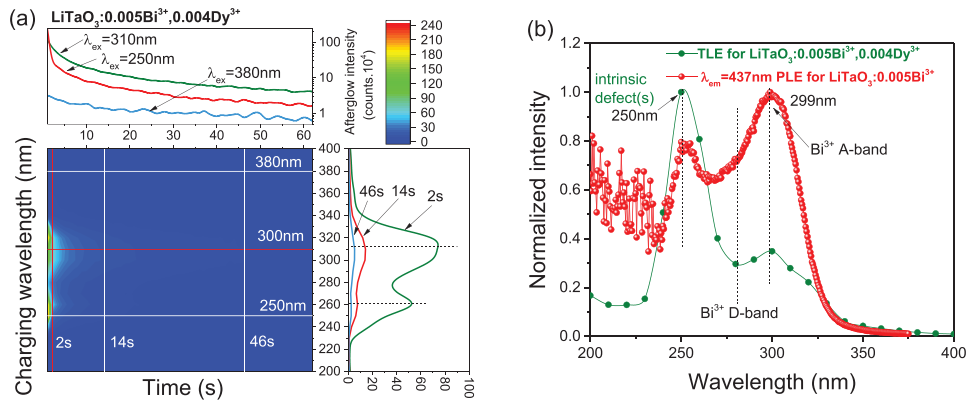 (a)
LiTaO₃:0.005Bi³⁺,0.004Dy³⁺
λex=310nm
λex=250nm
λex=380nm
100
10
1
10 20 30 40 50 60
Afterglow intensity
(counts.10⁻⁴)
240
210
180
150
120
90
60
30
0
Charging wavelength (nm)
380nm
300nm
250nm
2s
14s
46s
Time (s)
400
380
360
340
320
300
280
260
240
220
200
46s
14s
2s
0 20 40 60 80 100
(b)
TLE for LiTaO₃:0.005Bi³⁺,0.004Dy³⁺
λem=437nm PLE for LiTaO₃:0.005Bi³⁺
intrinsic
defect(s)
250nm
299nm
Bi³⁺ A-band
Bi³⁺ D-band
Normalized intensity
1.2
1.0
0.8
0.6
0.4
0.2
0.0
200 250 300 350 400
Wavelength (nm)